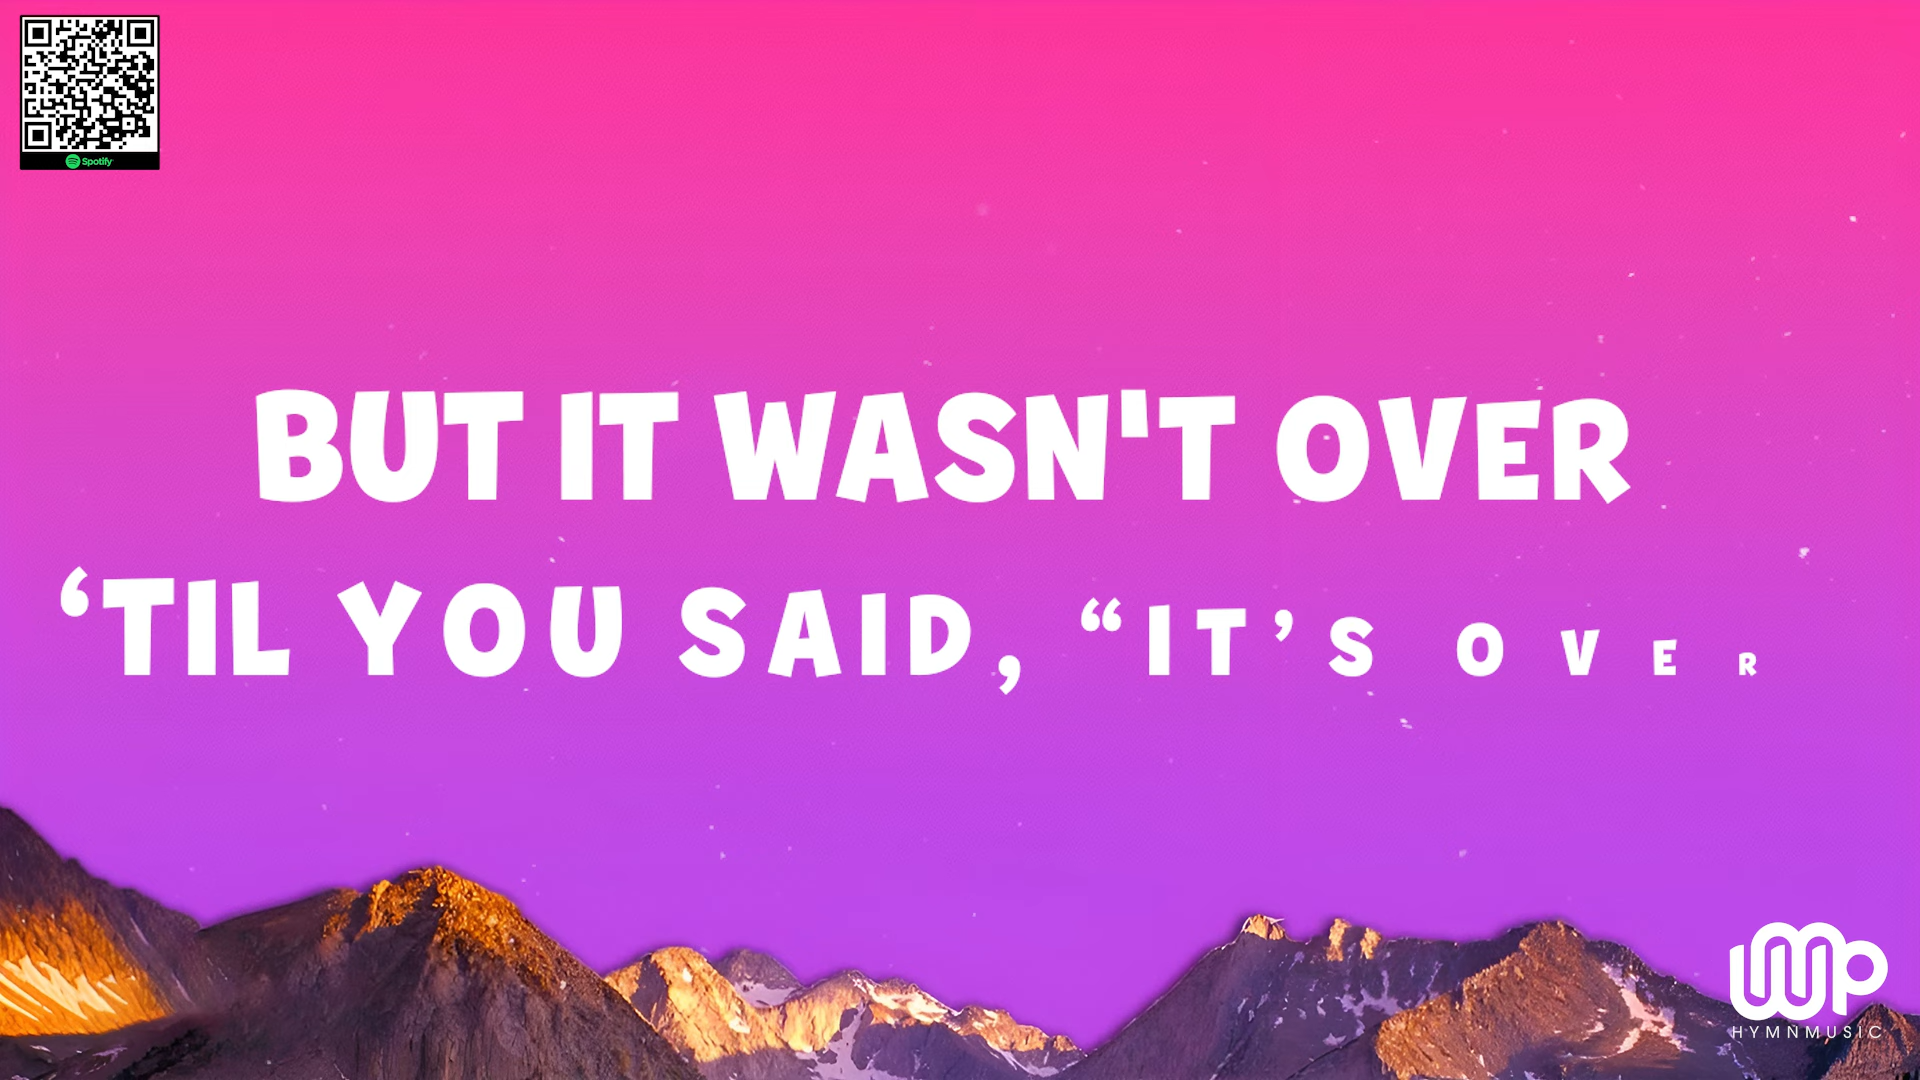 Spotify
BUT IT WASN'T OVER
‘TIL YOU SAID, “IT’S OVER
HYMNMUSIC